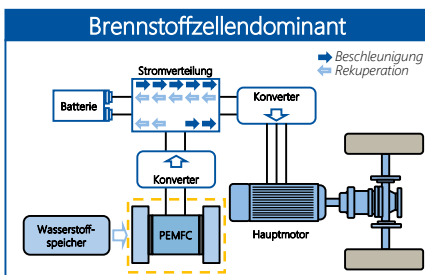 Brennstoffzellendominant
Beschleunigung
Rekuperation
Stromverteilung
Batterie
Konverter
Konverter
Wasserstoff-
speicher
PEMFC
Hauptmotor